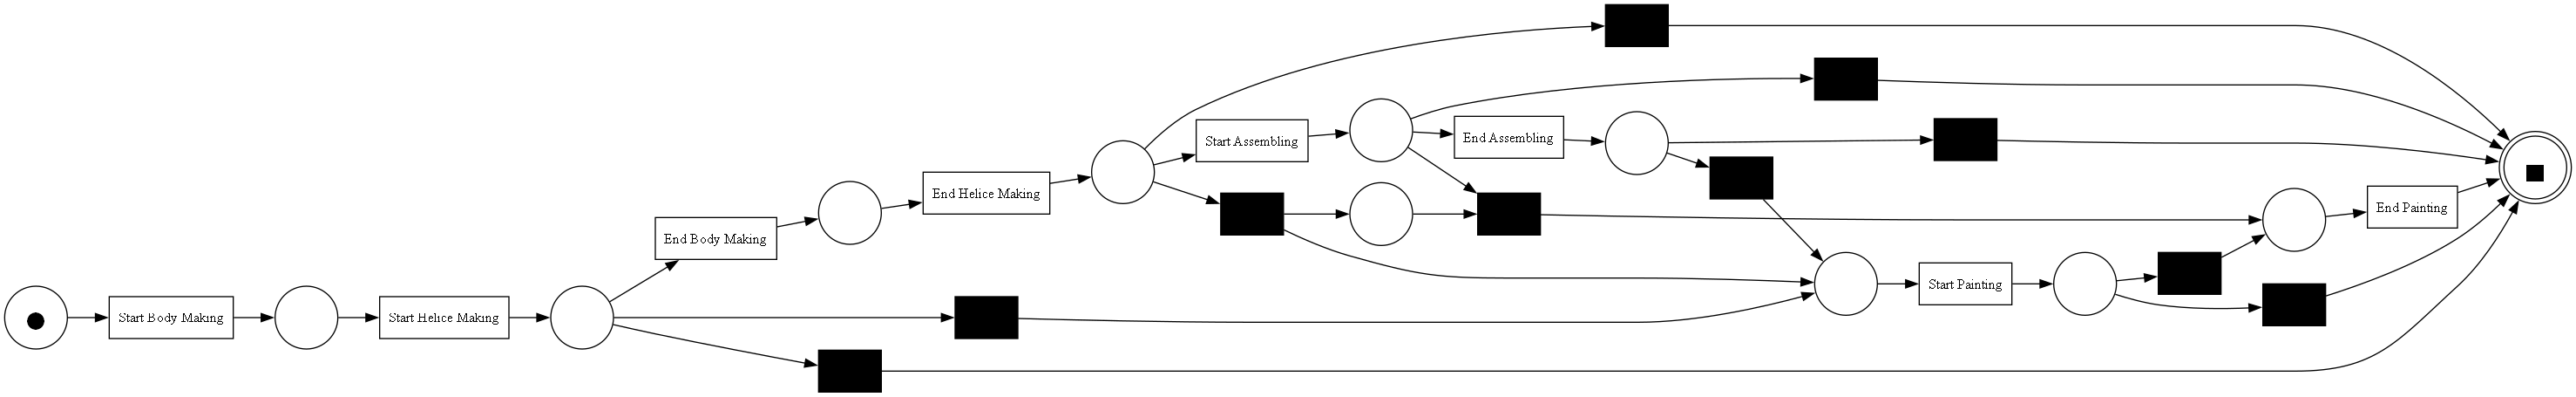 Start Body Making
Start Helice Making
End Body Making
End Helice Making
Start Assembling
End Assembling
Start Painting
End Painting